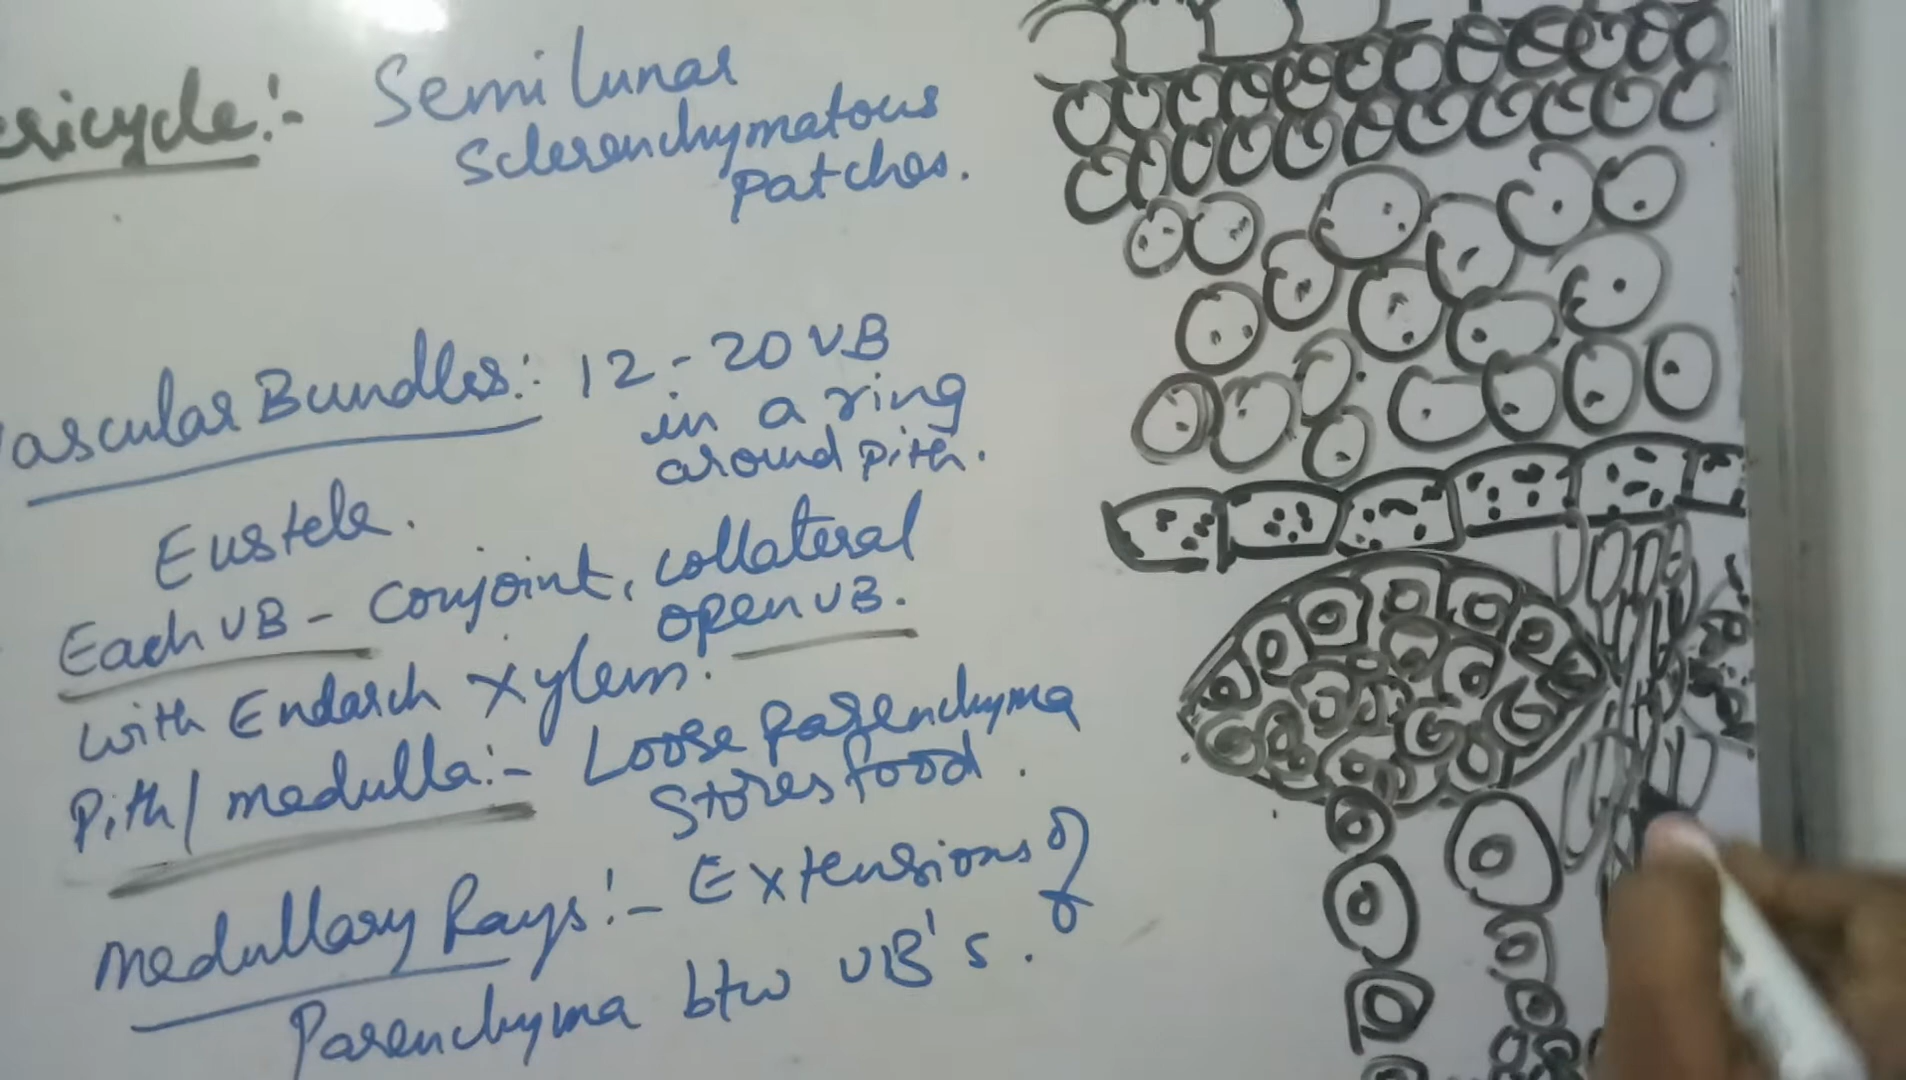 ericycle:- Semi lunar
Sclerenchymatous
patches.
ascular Bundles: 12-20 VB
in a ring
around pith.
Eustele.
Each VB - Conjoint, collateral
open VB.
with Endarch Xylem.
Pith/medulla:- Loose parenchyma
Stores food.
Medullary Rays:- Extensions of
Parenchyma btw VB's.